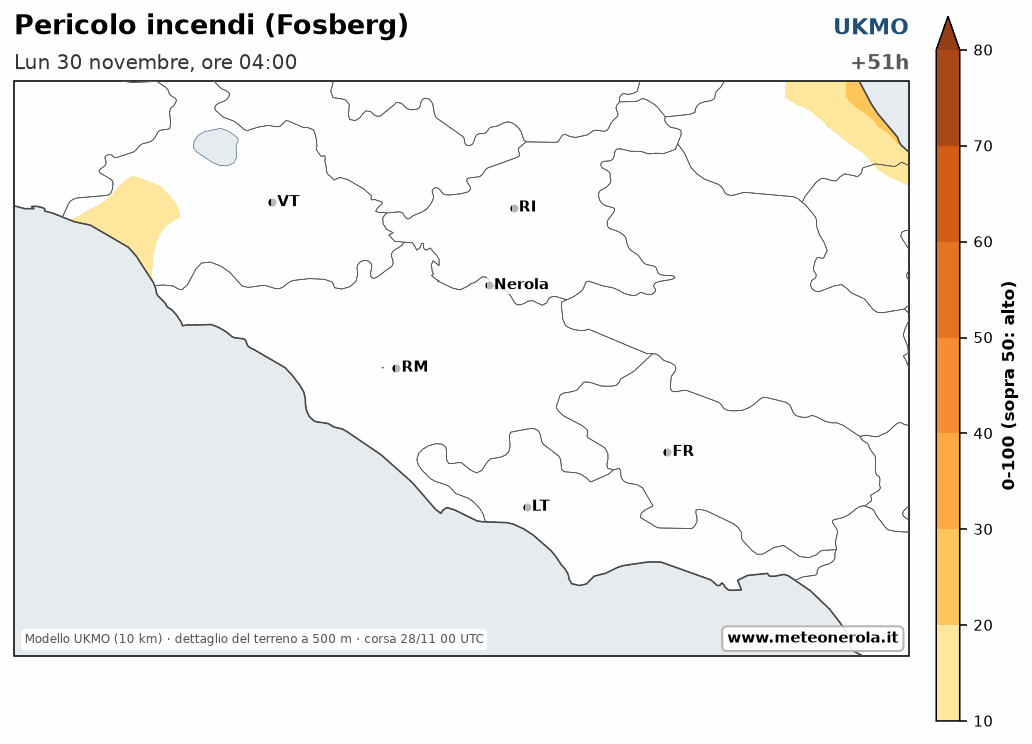 Pericolo incendi (Fosberg)
UKMO
Lun 30 novembre, ore 04:00
+51h
80
70
60
50
40
30
20
10
0-100 (sopra 50: alto)
VT
RI
Nerola
RM
FR
LT
Modello UKMO (10 km) · dettaglio del terreno a 500 m · corsa 28/11 00 UTC
www.meteonerola.it